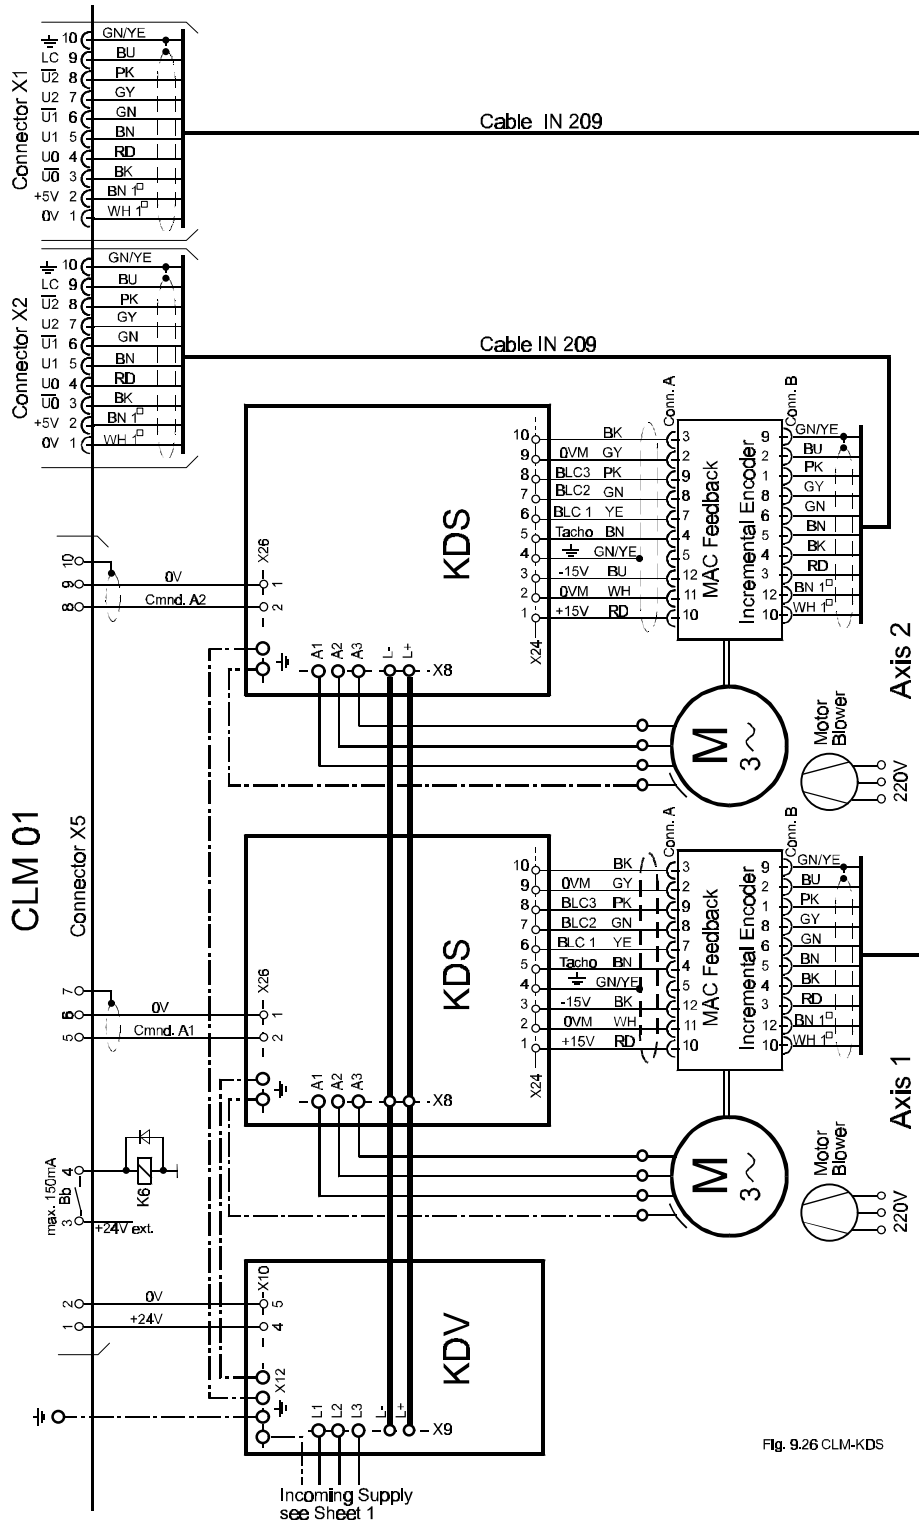 Connector X1
10 GN/YE
LC 9 BU
U2 8 PK
U2 7 GY
U1 6 GN
U1 5 BN
U0 4 RD
U0 3 BK
+5V 2 BN 1□
0V 1 WH 1□
Cable IN 209
Connector X2
10 GN/YE
LC 9 BU
U2 8 PK
U2 7 GY
U1 6 GN
U1 5 BN
U0 4 RD
U0 3 BK
+5V 2 BN 1□
0V 1 WH 1□
Cable IN 209
CLM 01
Connector X5
10
9 0V
8 Cmnd. A2
X26
1
2
KDS
10 BK
9 0VM GY
8 BLC3 PK
7 BLC2 GN
6 BLC 1 YE
5 Tacho BN
4 GN/YE
3 -15V BU
2 0VM WH
1 +15V RD
X24
A1
A2
A3
L-
L+
X8
Conn. A
3
2
9
8
7
4
5
12
11
10
MAC Feedback
Incremental Encoder
Conn. B
9 GN/YE
2 BU
1 PK
8 GY
6 GN
5 BN
4 BK
3 RD
12 BN 1□
10 WH 1□
Axis 2
M
3~
Motor
Blower
220V
7
6 0V
5 Cmnd. A1
X26
1
2
KDS
10 BK
9 0VM GY
8 BLC3 PK
7 BLC2 GN
6 BLC 1 YE
5 Tacho BN
4 GN/YE
3 -15V BK
2 0VM WH
1 +15V RD
X24
A1
A2
A3
L-
L+
X8
Conn. A
3
2
9
8
7
4
5
12
11
10
MAC Feedback
Incremental Encoder
Conn. B
9 GN/YE
2 BU
1 PK
8 GY
6 GN
5 BN
4 BK
3 RD
12 BN 1□
10 WH 1□
Axis 1
M
3~
Motor
Blower
220V
4
max. 150mA
Bb
K6
3
+24V ext.
2 0V
1 +24V
X10
5
4
X12
KDV
L1
L2
L3
L-
L+
X9
Incoming Supply
see Sheet 1
Fig. 9.26 CLM-KDS